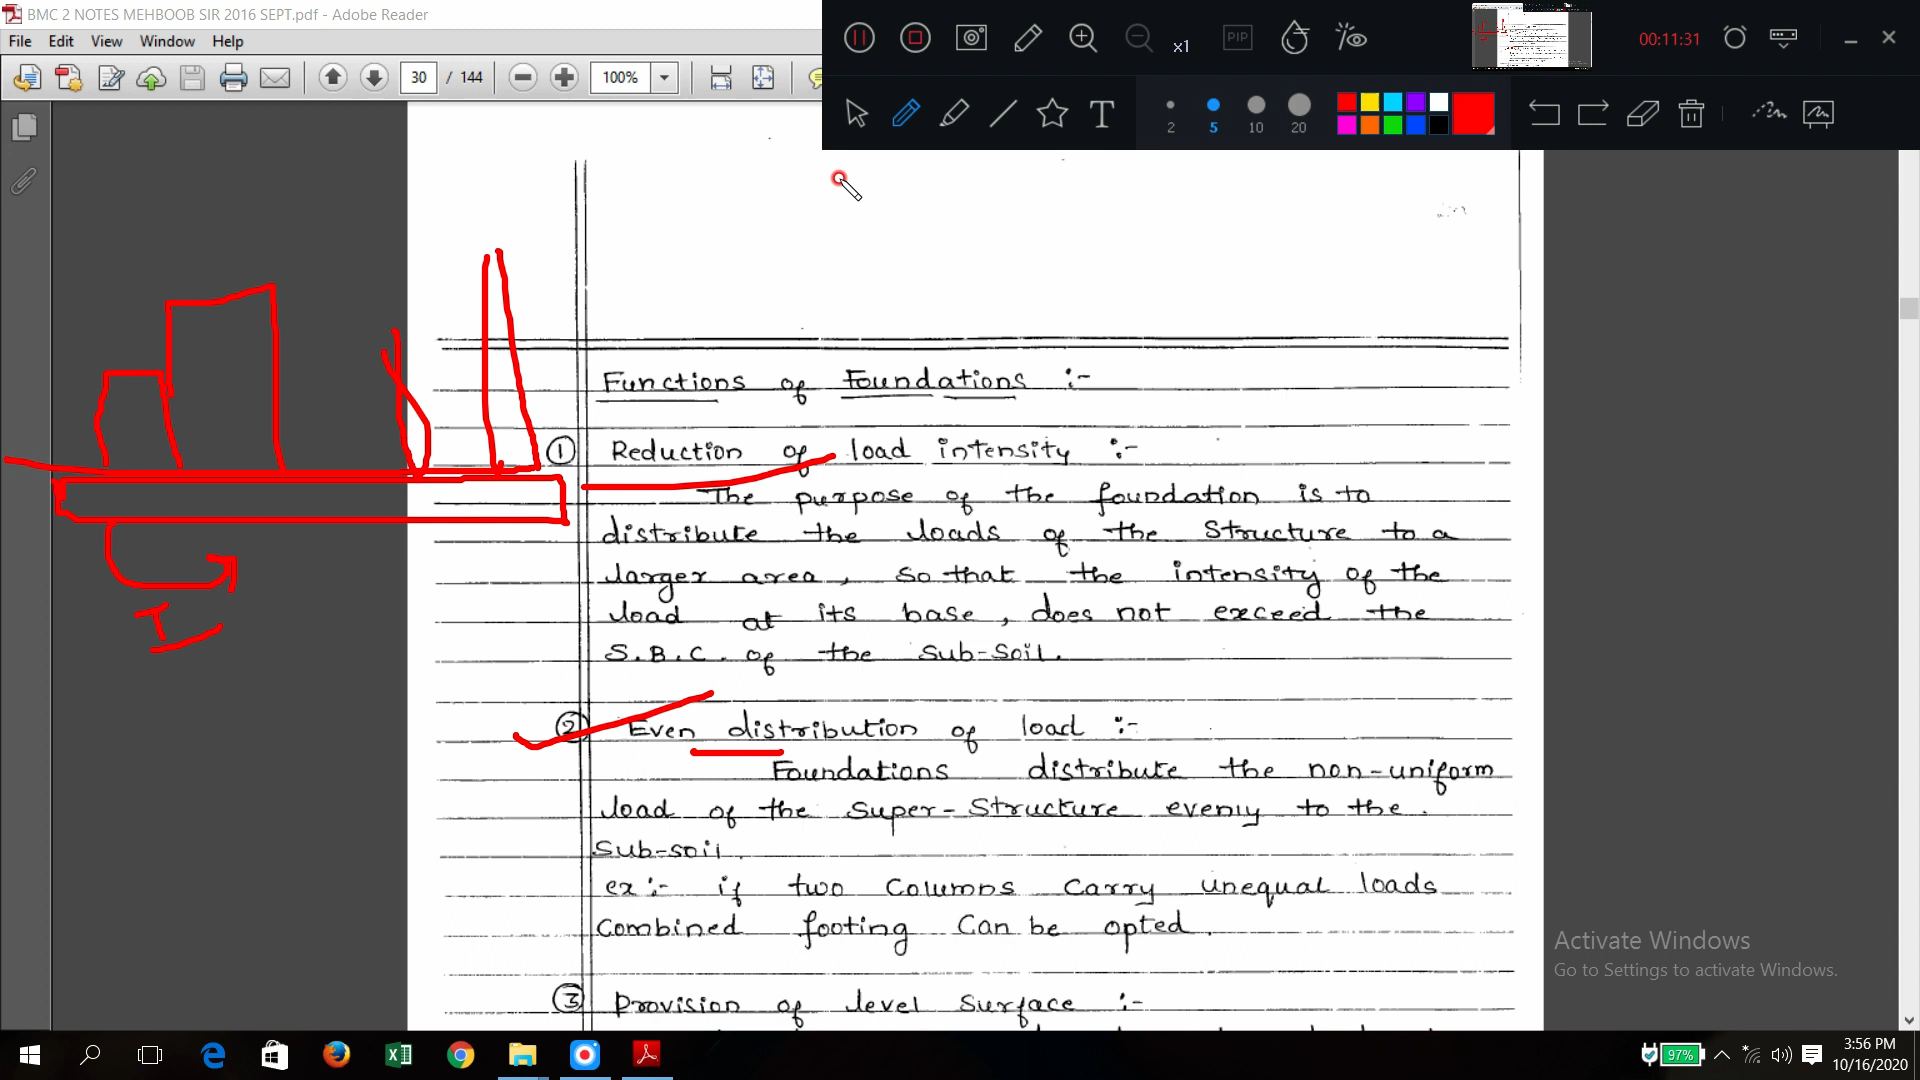 BMC 2 NOTES MEHBOOB SIR 2016 SEPT.pdf - Adobe Reader
File Edit View Window Help
30 / 144 100%
x1 PIP 00:11:31
T 2 5 10 20
Functions of Foundations :-
① Reduction of load intensity :-
The purpose of the foundation is to
distribute the loads of the Structure to a
larger area, so that the intensity of the
load at its base, does not exceed the
S.B.C. of the Sub-Soil.
② Even distribution of load :-
Foundations distribute the non-uniform
load of the Super-Structure evenly to the
Sub-soil.
ex:- if two Columns Carry unequal loads
Combined footing Can be opted.
③ Provision of level Surface :-
Activate Windows
Go to Settings to activate Windows.
97% 3:56 PM
10/16/2020